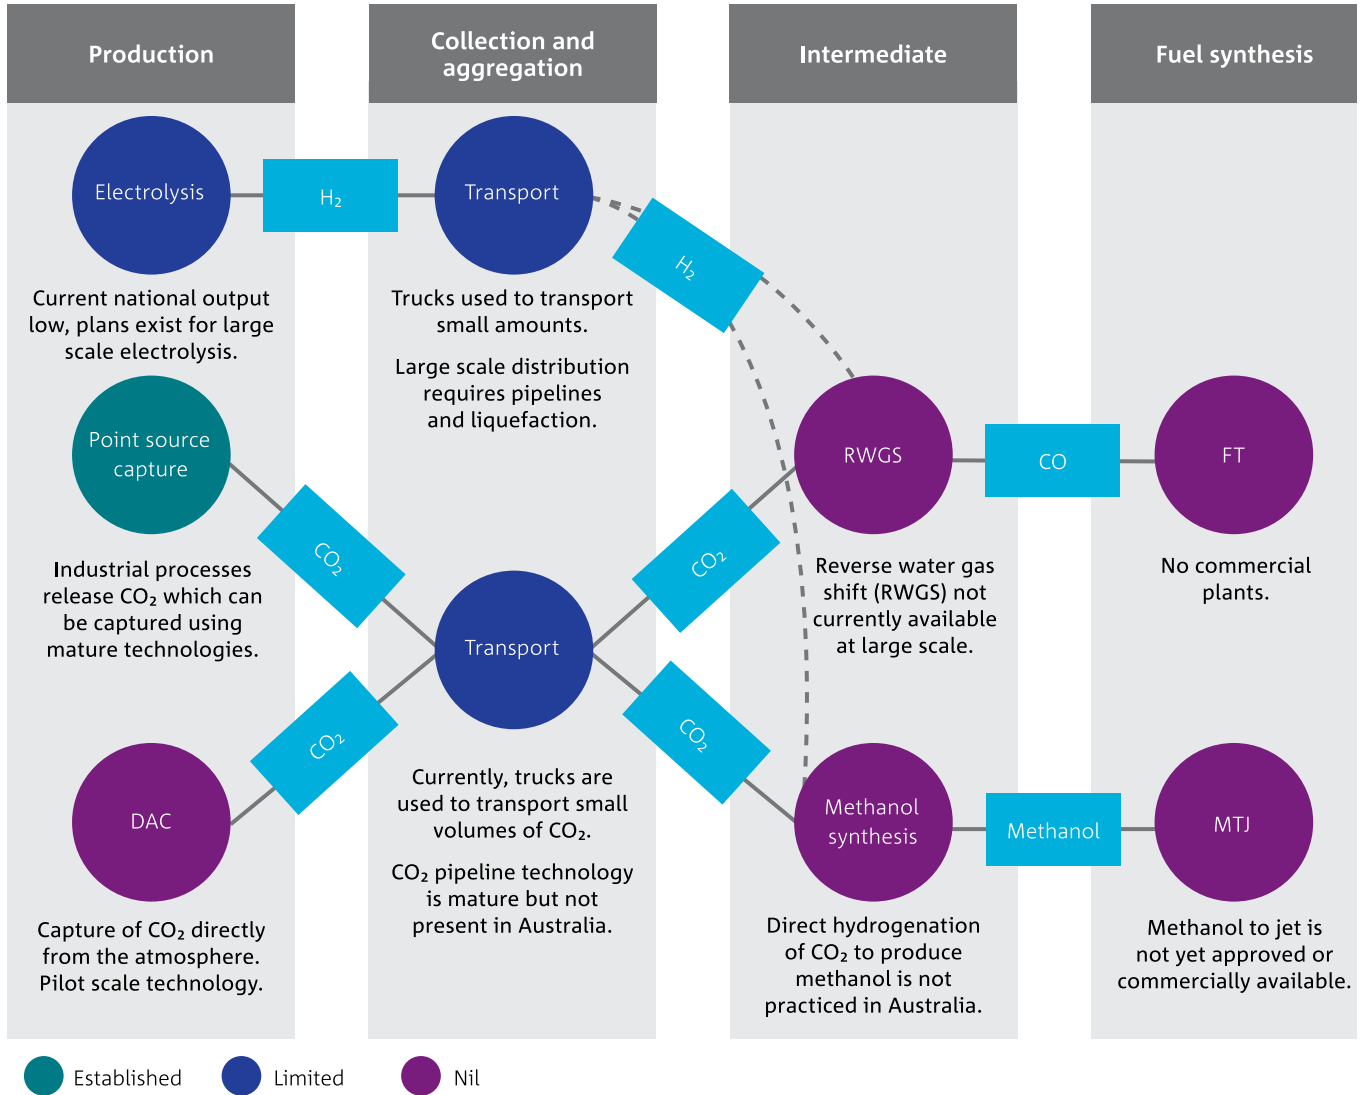 Production
Collection and
aggregation
Intermediate
Fuel synthesis
Electrolysis
H₂
Transport
H₂
Current national output
low, plans exist for large
scale electrolysis.
Trucks used to transport
small amounts.
Large scale distribution
requires pipelines
and liquefaction.
Point source
capture
CO₂
Industrial processes
release CO₂ which can
be captured using
mature technologies.
DAC
CO₂
Capture of CO₂ directly
from the atmosphere.
Pilot scale technology.
Transport
Currently, trucks are
used to transport small
volumes of CO₂.
CO₂ pipeline technology
is mature but not
present in Australia.
CO₂
RWGS
CO
FT
Reverse water gas
shift (RWGS) not
currently available
at large scale.
No commercial
plants.
CO₂
Methanol
synthesis
Methanol
MTJ
Direct hydrogenation
of CO₂ to produce
methanol is not
practiced in Australia.
Methanol to jet is
not yet approved or
commercially available.
Established
Limited
Nil